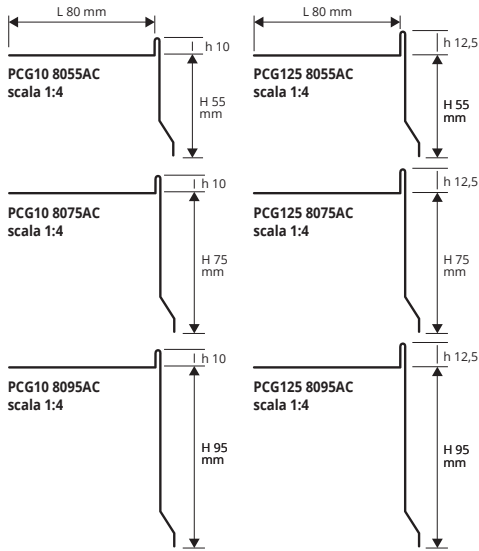 L 80 mm
h 10
PCG10 8055AC
scala 1:4
H 55
mm
L 80 mm
h 12,5
PCG125 8055AC
scala 1:4
H 55
mm
h 10
PCG10 8075AC
scala 1:4
H 75
mm
h 12,5
PCG125 8075AC
scala 1:4
H 75
mm
h 10
PCG10 8095AC
scala 1:4
H 95
mm
h 12,5
PCG125 8095AC
scala 1:4
H 95
mm